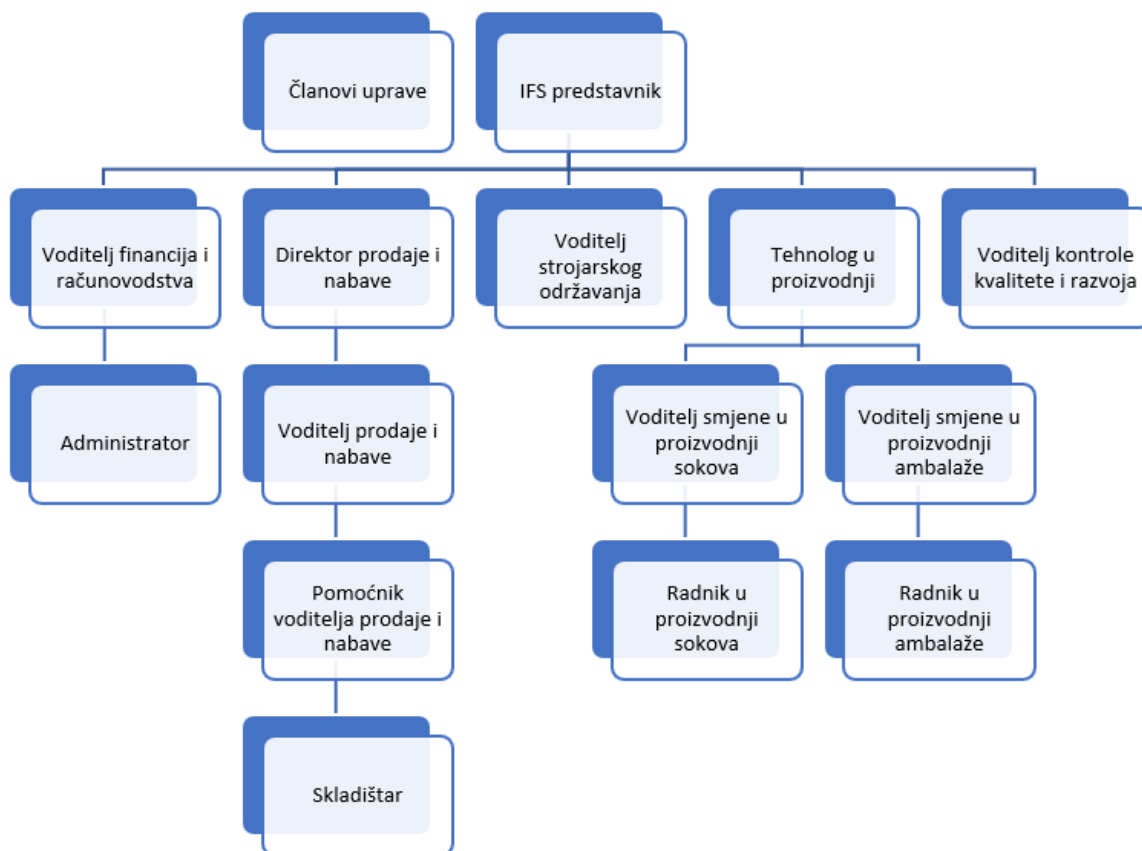 Članovi uprave
IFS predstavnik
Voditelj financija i
računovodstva
Direktor prodaje i
nabave
Voditelj
strojarskog
održavanja
Tehnolog u
proizvodnji
Voditelj kontrole
kvalitete i razvoja
Administrator
Voditelj prodaje i
nabave
Voditelj smjene u
proizvodnji
sokova
Voditelj smjene u
proizvodnji
ambalaže
Pomoćnik
voditelja prodaje i
nabave
Radnik u
proizvodnji
sokova
Radnik u
proizvodnji
ambalaže
Skladištar